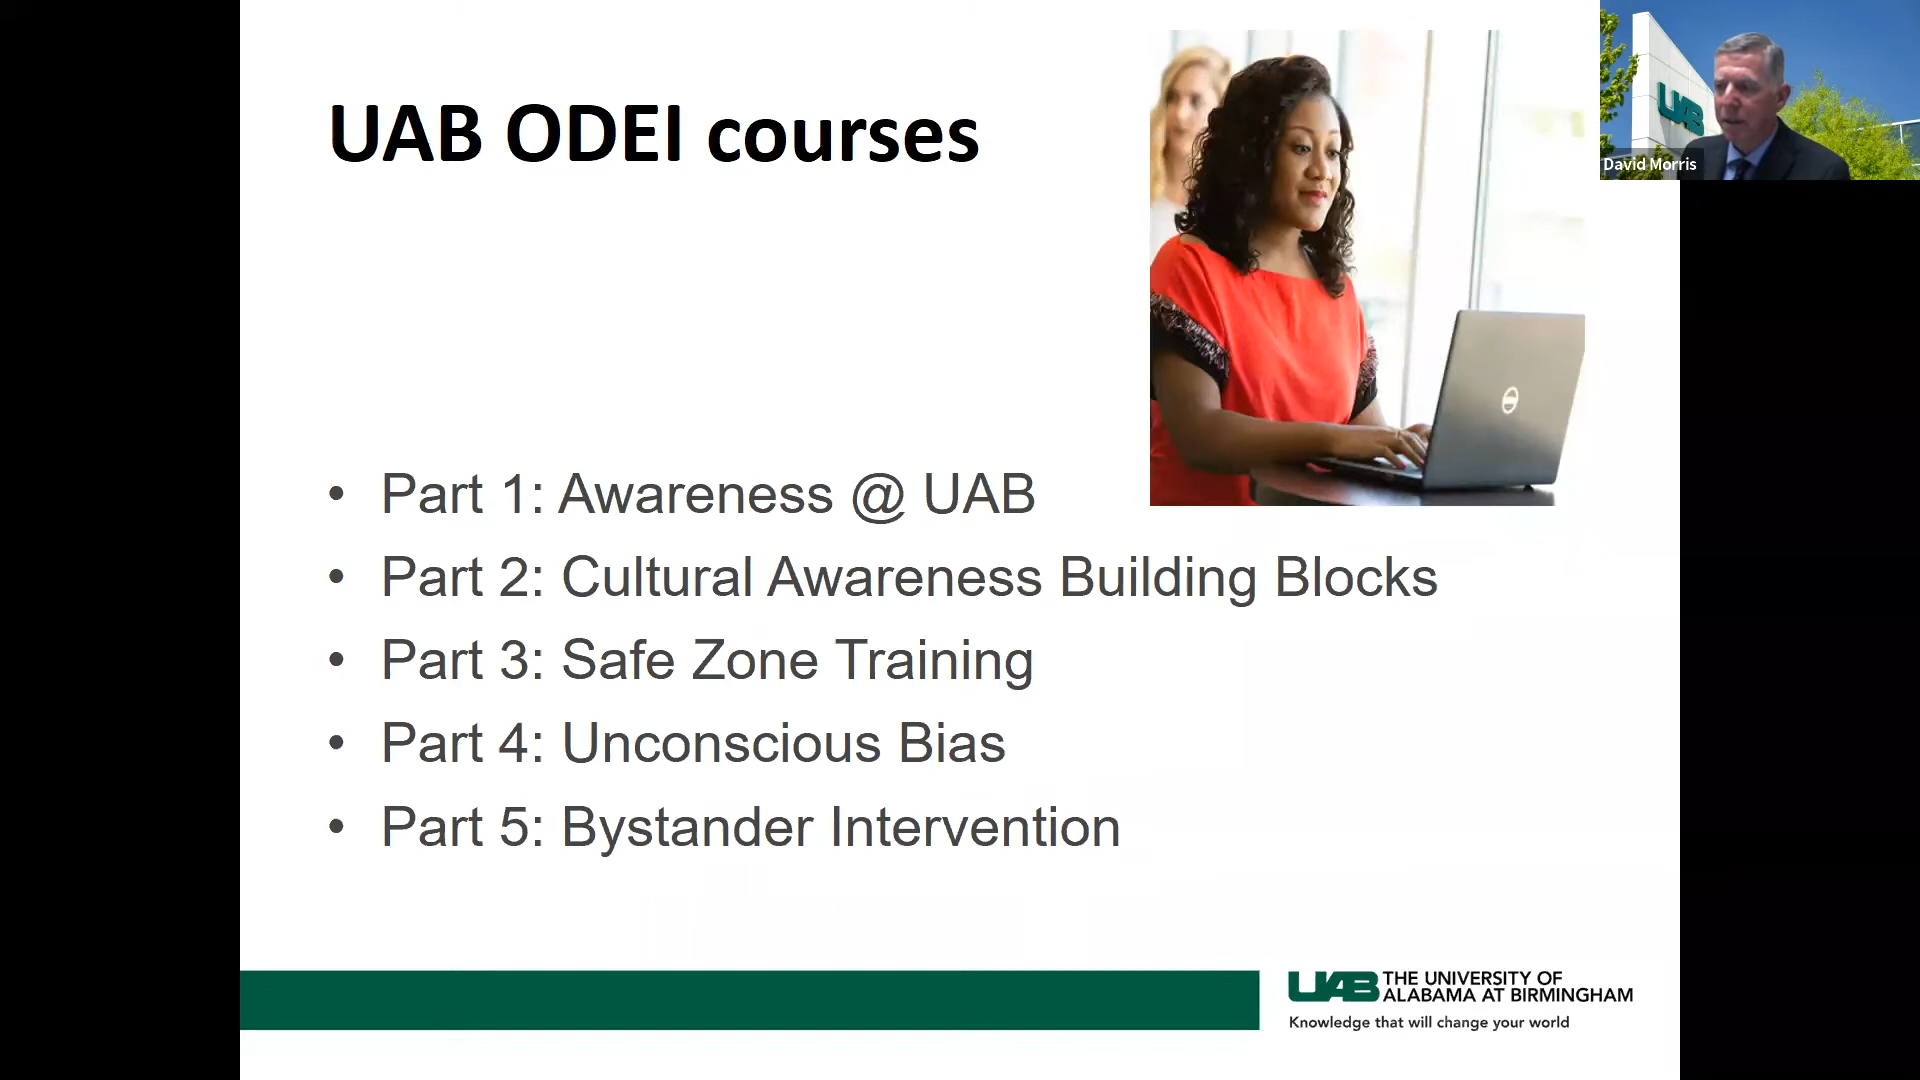 UAB ODEI courses
UAB
David Morris
• Part 1: Awareness @ UAB
• Part 2: Cultural Awareness Building Blocks
• Part 3: Safe Zone Training
• Part 4: Unconscious Bias
• Part 5: Bystander Intervention
UAB THE UNIVERSITY OF
ALABAMA AT BIRMINGHAM
Knowledge that will change your world